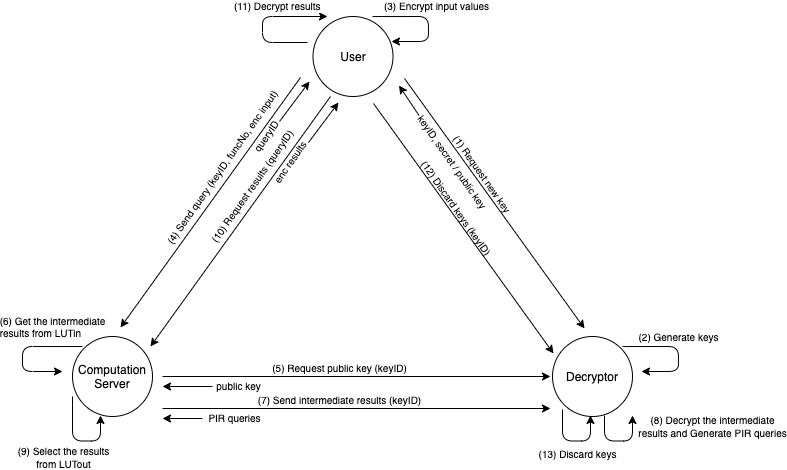 (11) Decrypt results
(3) Encrypt input values
User
(4) Send query (keyID, funcNo, enc input)
queryID
(10) Request results (queryID)
enc results
(1) Request new key
keyID, secret / public key
(12) Discard keys (keyID)
(6) Get the intermediate
results from LUTin
Computation
Server
(9) Select the results
from LUTout
(5) Request public key (keyID)
public key
(7) Send intermediate results (keyID)
PIR queries
(2) Generate keys
Decryptor
(8) Decrypt the intermediate
results and Generate PIR queries
(13) Discard keys